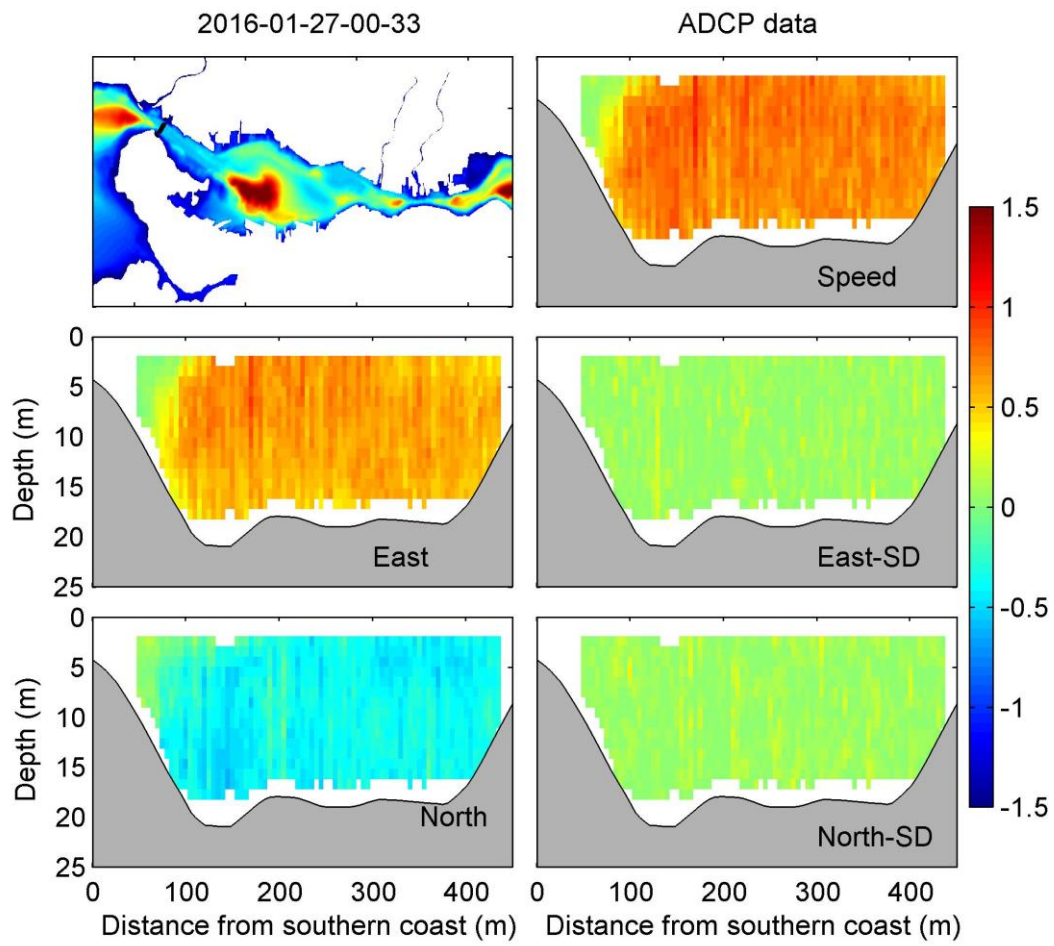 2016-01-27-00-33
ADCP data
Speed
1.5
1
0.5
0
-0.5
-1
-1.5
0
5
10
15
20
25
Depth (m)
East
East-SD
0
5
10
15
20
25
Depth (m)
North
North-SD
0 100 200 300 400
0 100 200 300 400
Distance from southern coast (m)
Distance from southern coast (m)